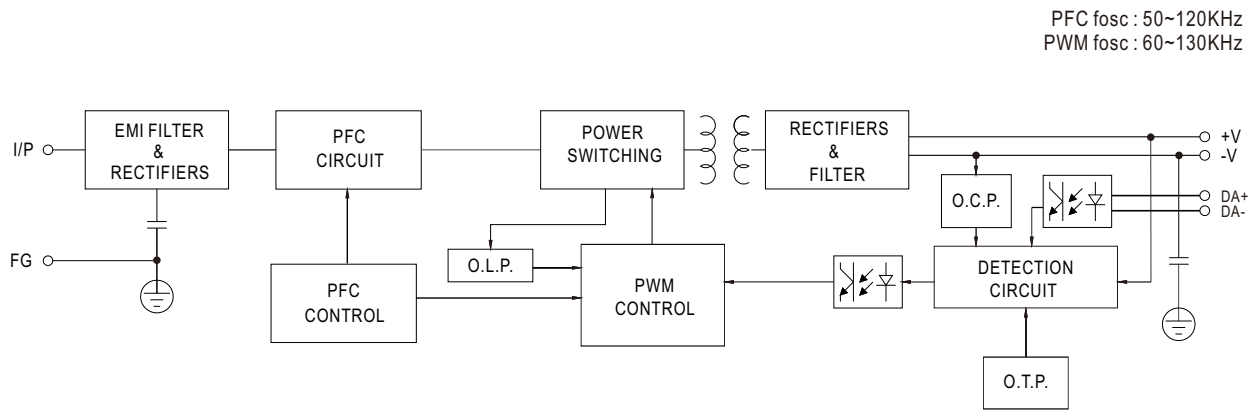 PFC fosc : 50~120KHz
PWM fosc : 60~130KHz
I/P
EMI FILTER
&
RECTIFIERS
PFC
CIRCUIT
POWER
SWITCHING
RECTIFIERS
&
FILTER
+V
-V
DA+
DA-
O.C.P.
FG
O.L.P.
PFC
CONTROL
PWM
CONTROL
DETECTION
CIRCUIT
O.T.P.